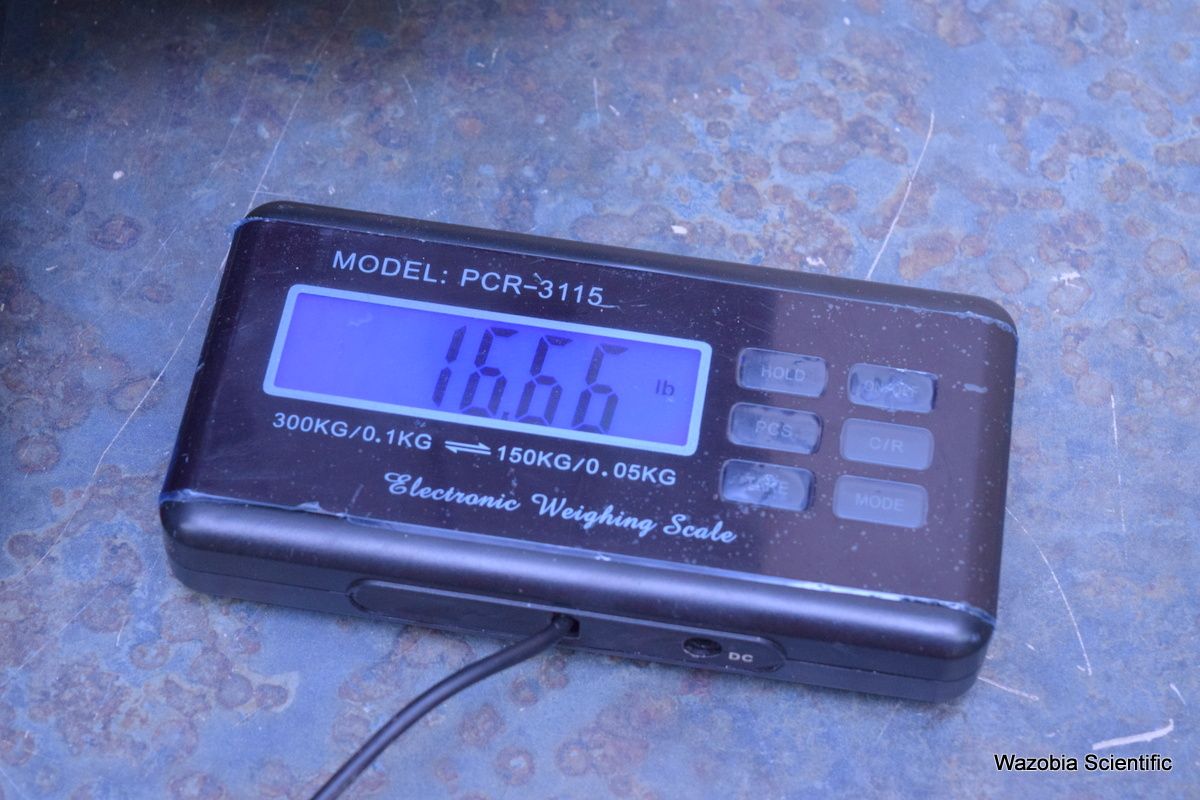 MODEL: PCR-3115
16.66 lb
300KG/0.1KG ⇌ 150KG/0.05KG
Electronic Weighing Scale
HOLD
PCS
C/R
MODE
DC
Wazobia Scientific